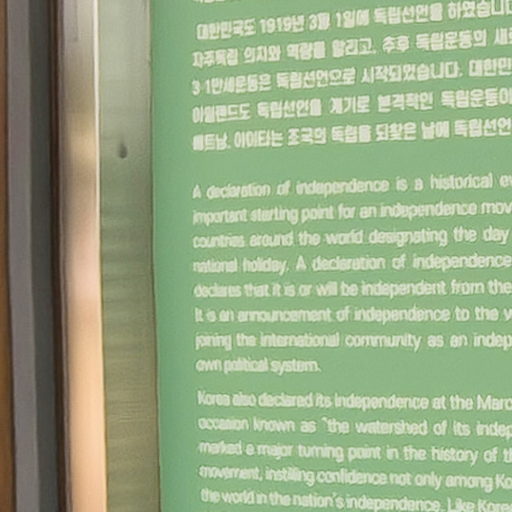 대한민국도 1919년 3월 1일에 독립선언을 하였습니다
자주독립 의지와 역량을 알리고, 추후 독립운동의 새
3·1만세운동은 독립선언으로 시작되었습니다. 대한민
아일랜드도 독립선언을 계기로 본격적인 독립운동이
베트남, 아이티는 조국의 독립을 되찾은 날에 독립선언
A declaration of independence is a historical
important starting point for an independence mov
countries around the world designating the day
national holiday. A declaration of independence
declares that it is or will be independent from the
It is an announcement of independence to the w
joining the international community as an indep
own political system.
Korea also declared its independence at the Marc
occasion known as "the watershed of its indep
marked a major turning point in the history of th
movement, instilling confidence not only among Ko
the world in the nation's independence. Like Kore